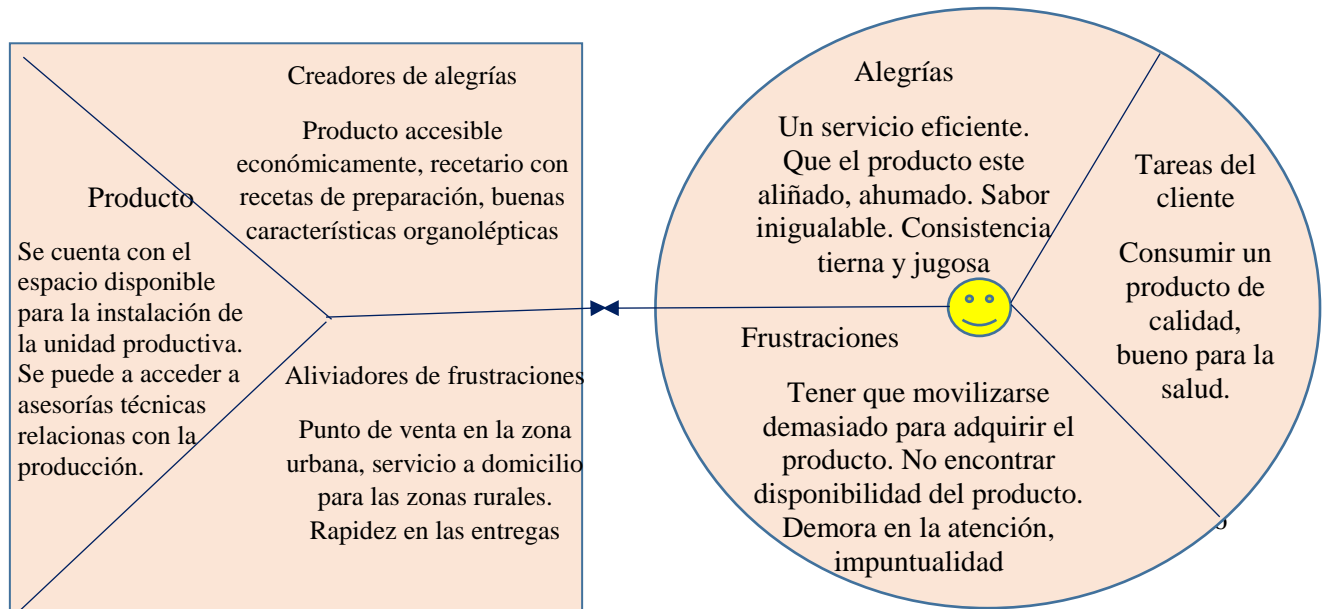 Creadores de alegrías
Producto accesible
económicamente, recetario con
recetas de preparación, buenas
características organolépticas
Producto
Se cuenta con el
espacio disponible
para la instalación de
la unidad productiva.
Se puede a acceder a
asesorías técnicas
relacionas con la
producción.
Aliviadores de frustraciones
Punto de venta en la zona
urbana, servicio a domicilio
para las zonas rurales.
Rapidez en las entregas
Alegrías
Un servicio eficiente.
Que el producto este
aliñado, ahumado. Sabor
inigualable. Consistencia
tierna y jugosa
Tareas del
cliente
Consumir un
producto de
calidad,
bueno para la
salud.
Frustraciones
Tener que movilizarse
demasiado para adquirir el
producto. No encontrar
disponibilidad del producto.
Demora en la atención,
impuntualidad